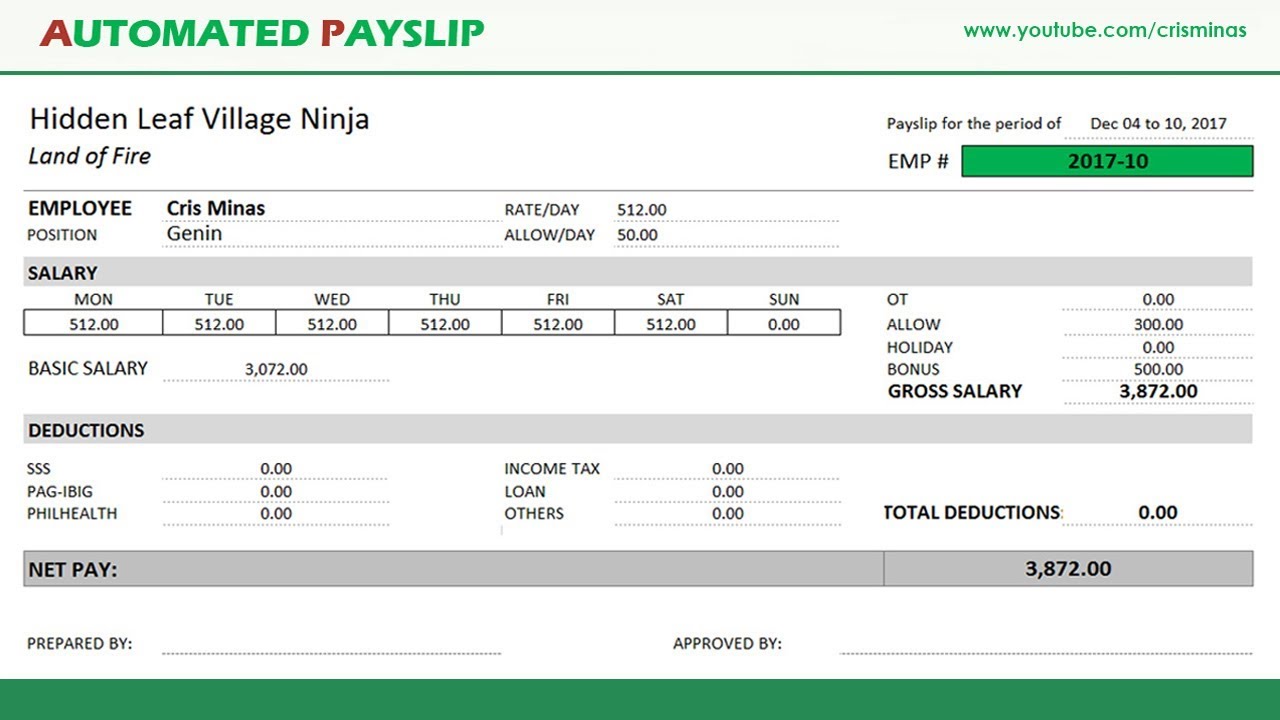 AUTOMATED PAYSLIP www.youtube.com/crisminas
Hidden Leaf Village Ninja Payslip for the period of Dec 04 to 10, 2017
Land of Fire EMP # 2017-10
EMPLOYEE Cris Minas RATE/DAY 512.00
POSITION Genin ALLOW/DAY 50.00
SALARY
MON TUE WED THU FRI SAT SUN OT 0.00
512.00 512.00 512.00 512.00 512.00 512.00 0.00 ALLOW 300.00
HOLIDAY 0.00
BASIC SALARY 3,072.00 BONUS 500.00
GROSS SALARY 3,872.00
DEDUCTIONS
SSS 0.00 INCOME TAX 0.00
PAG-IBIG 0.00 LOAN 0.00
PHILHEALTH 0.00 OTHERS 0.00 TOTAL DEDUCTIONS: 0.00
NET PAY: 3,872.00
PREPARED BY: APPROVED BY: